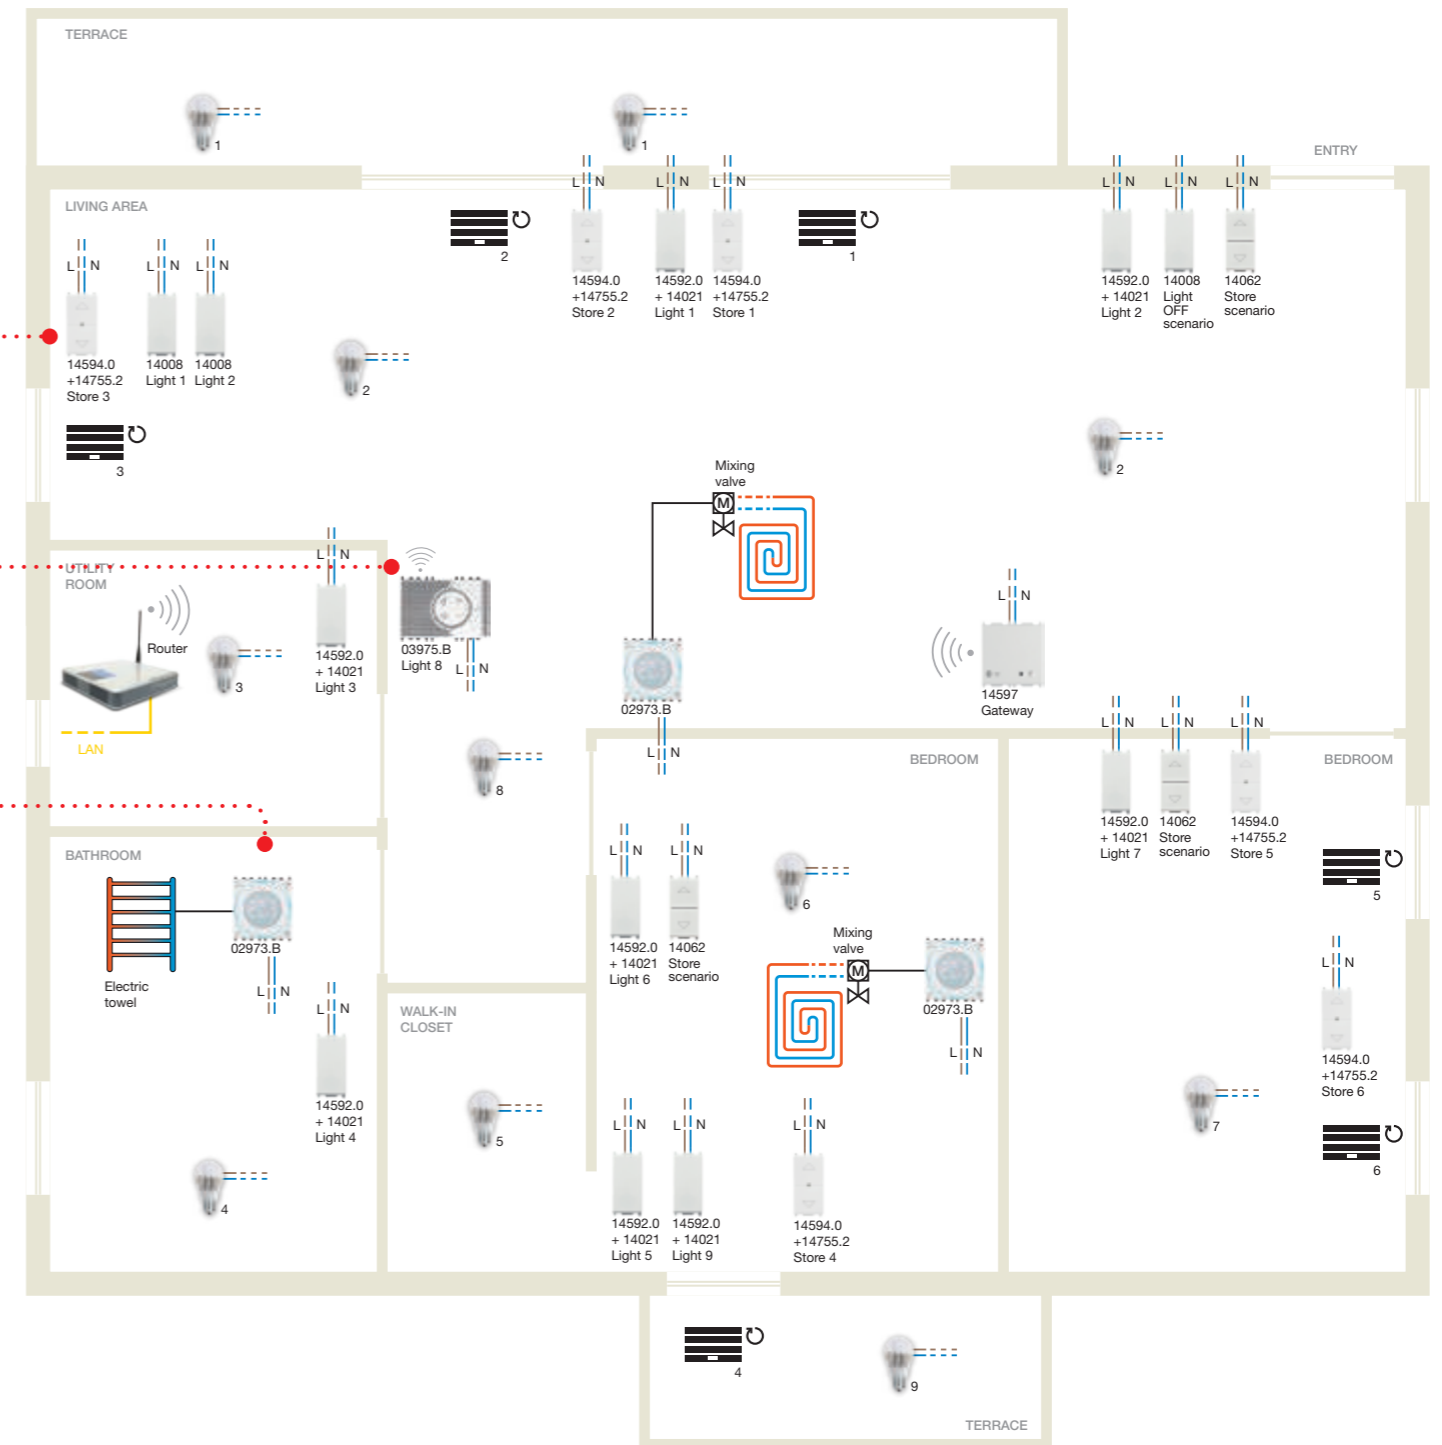 TERRACE
1
1
ENTRY
L N
L N
L N
L N
L N
L N
LIVING AREA
2
1
14594.0
+14755.2
Store 2
14592.0
+ 14021
Light 1
14594.0
+14755.2
Store 1
14592.0
+ 14021
Light 2
14008
Light
OFF
scenario
14062
Store
scenario
L N
L N
L N
14594.0
+14755.2
Store 3
14008
Light 1
14008
Light 2
2
3
2
Mixing
valve
M
UTILITY
ROOM
L N
Router
3
14592.0
+ 14021
Light 3
LAN
03975.B
Light 8
L N
02973.B
L N
L N
14597
Gateway
8
BEDROOM
L N
L N
L N
BEDROOM
14592.0
+ 14021
Light 7
14062
Store
scenario
14594.0
+14755.2
Store 5
5
BATHROOM
02973.B
Electric
towel
L N
L N
14592.0
+ 14021
Light 4
4
L N
L N
14592.0
+ 14021
Light 6
14062
Store
scenario
6
Mixing
valve
M
02973.B
L N
WALK-IN
CLOSET
5
L N
14594.0
+14755.2
Store 6
7
6
L N
L N
L N
14592.0
+ 14021
Light 5
14592.0
+ 14021
Light 9
14594.0
+14755.2
Store 4
4
9
TERRACE